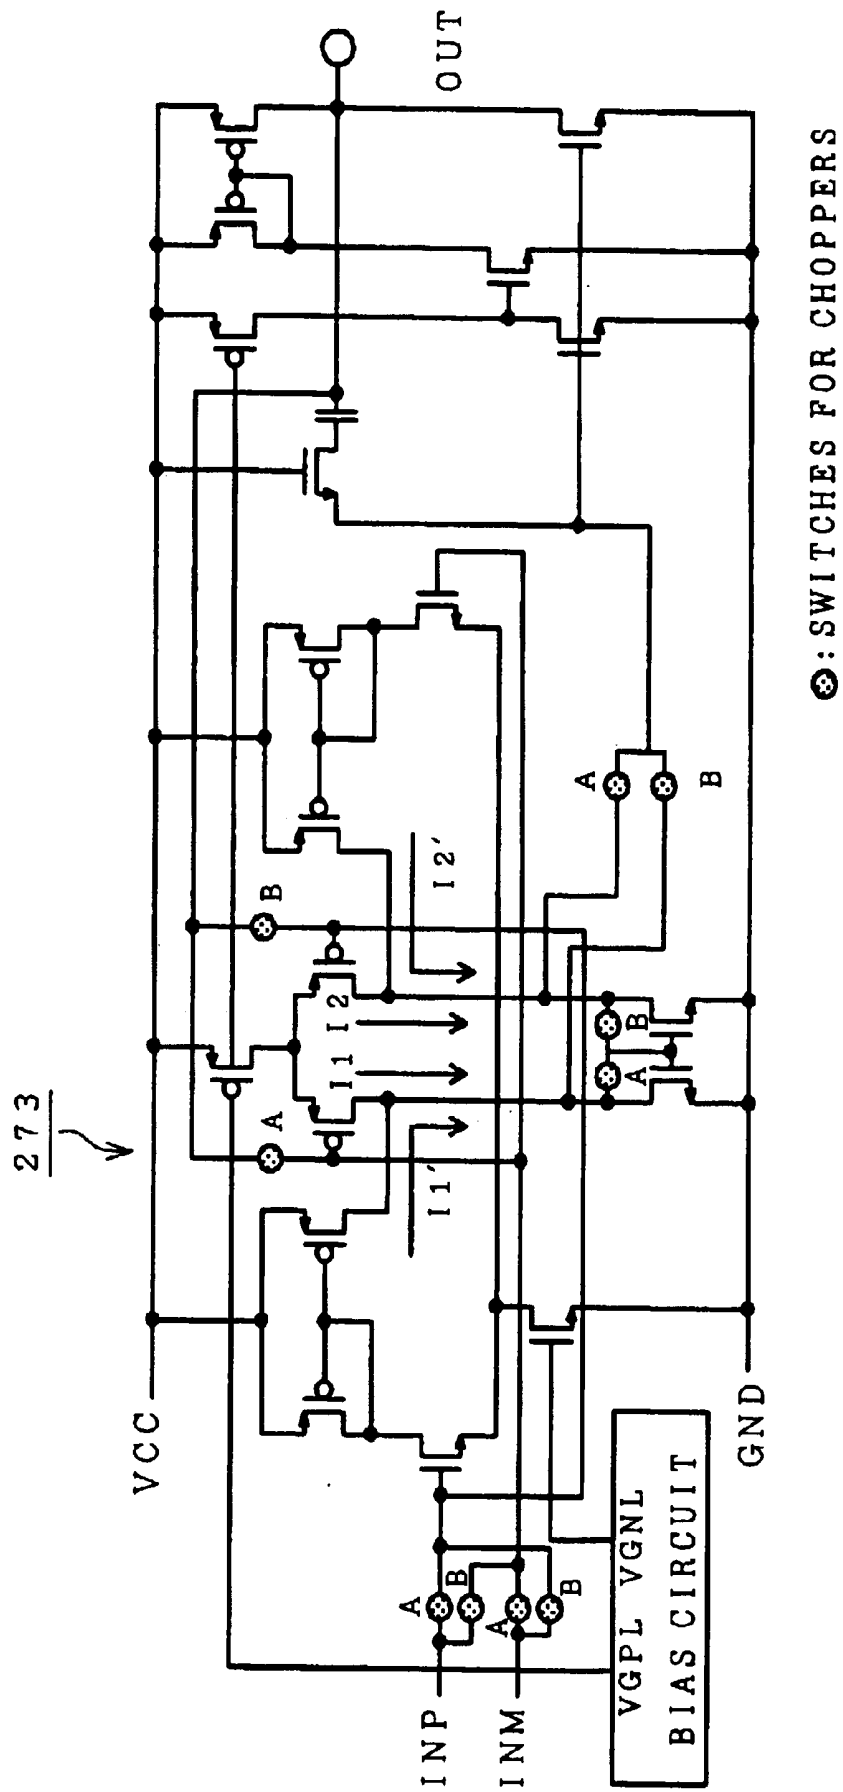 273
VCC
OUT
A
B
I1
I2
I1'
I2'
INP
A
B
INM
A
B
A
B
A
B
VGPL VGNL
BIAS CIRCUIT
GND
: SWITCHES FOR CHOPPERS